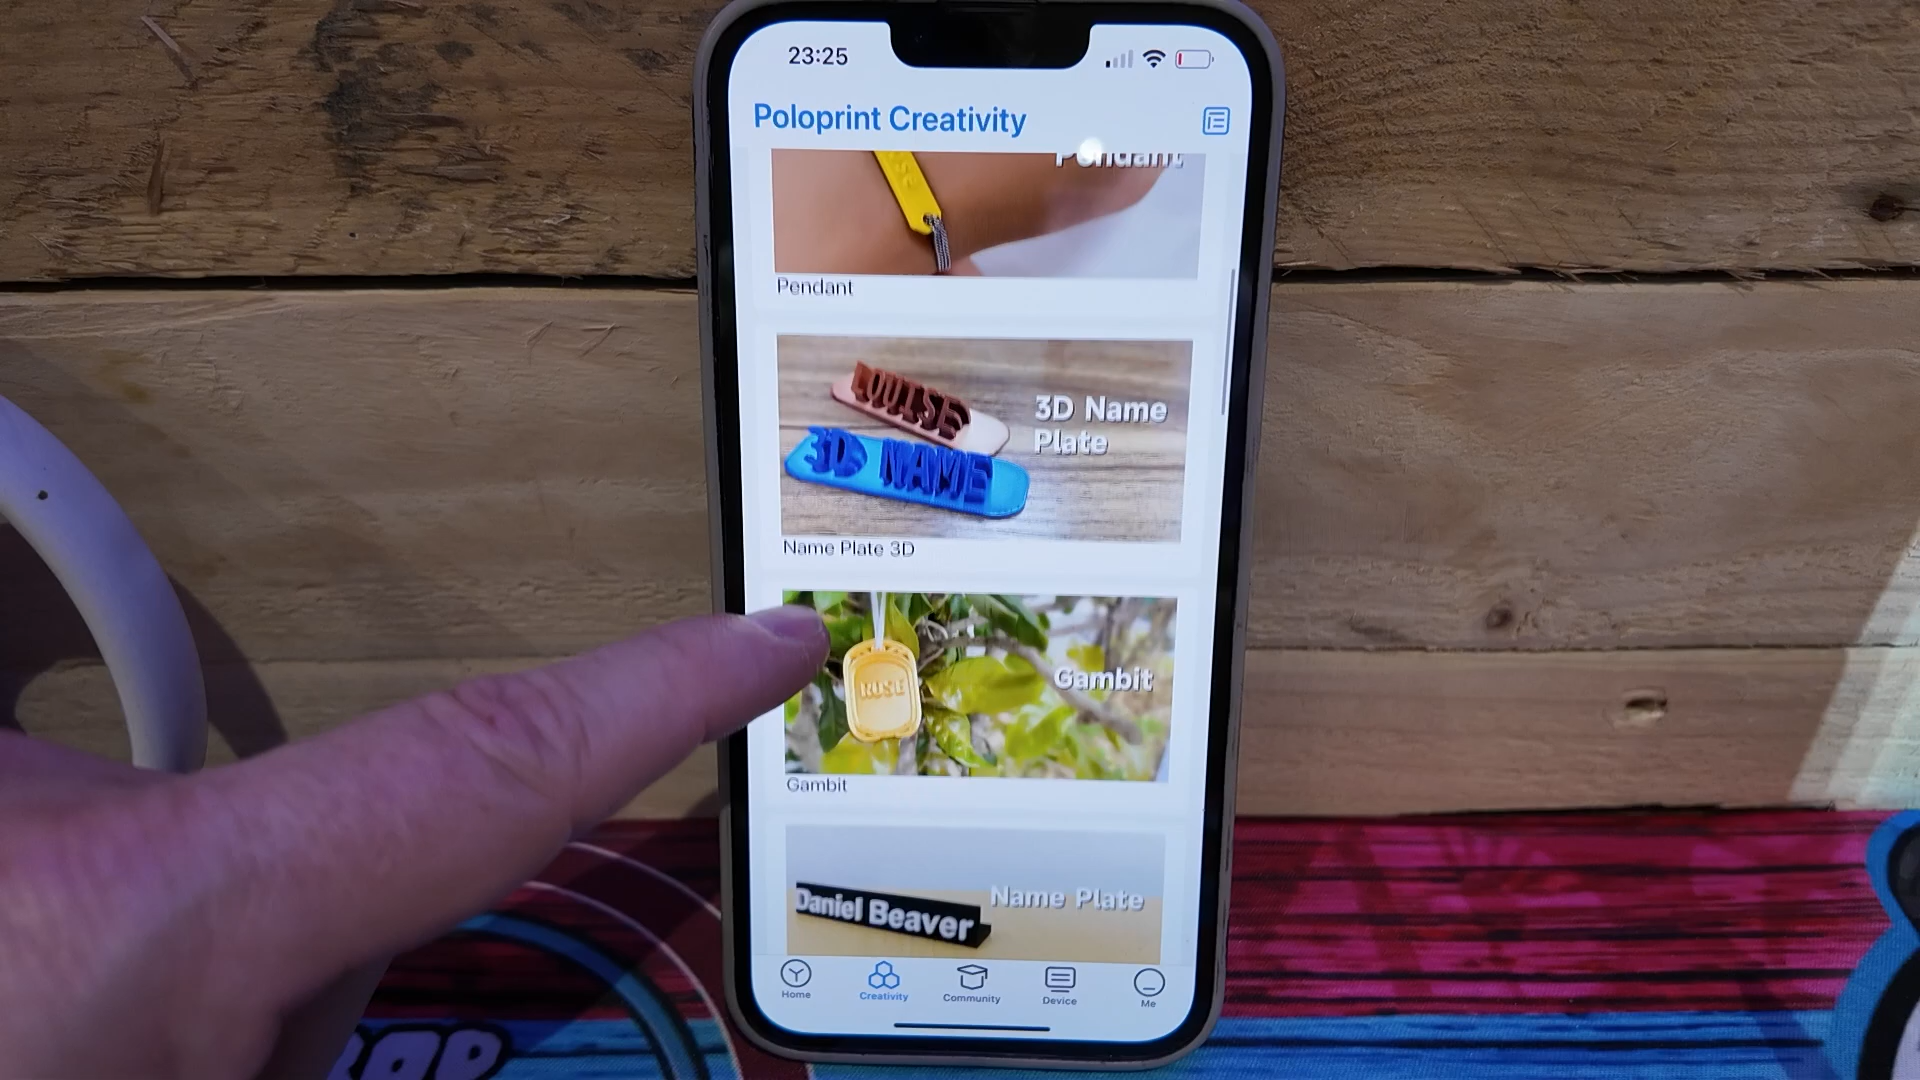 23:25
Poloprint Creativity
Pendant
Pendant
LOUISE
3D NAME
3D Name
Plate
Name Plate 3D
ROSE
Gambit
Gambit
Daniel Beaver
Name Plate
Home
Creativity
Community
Device
Me